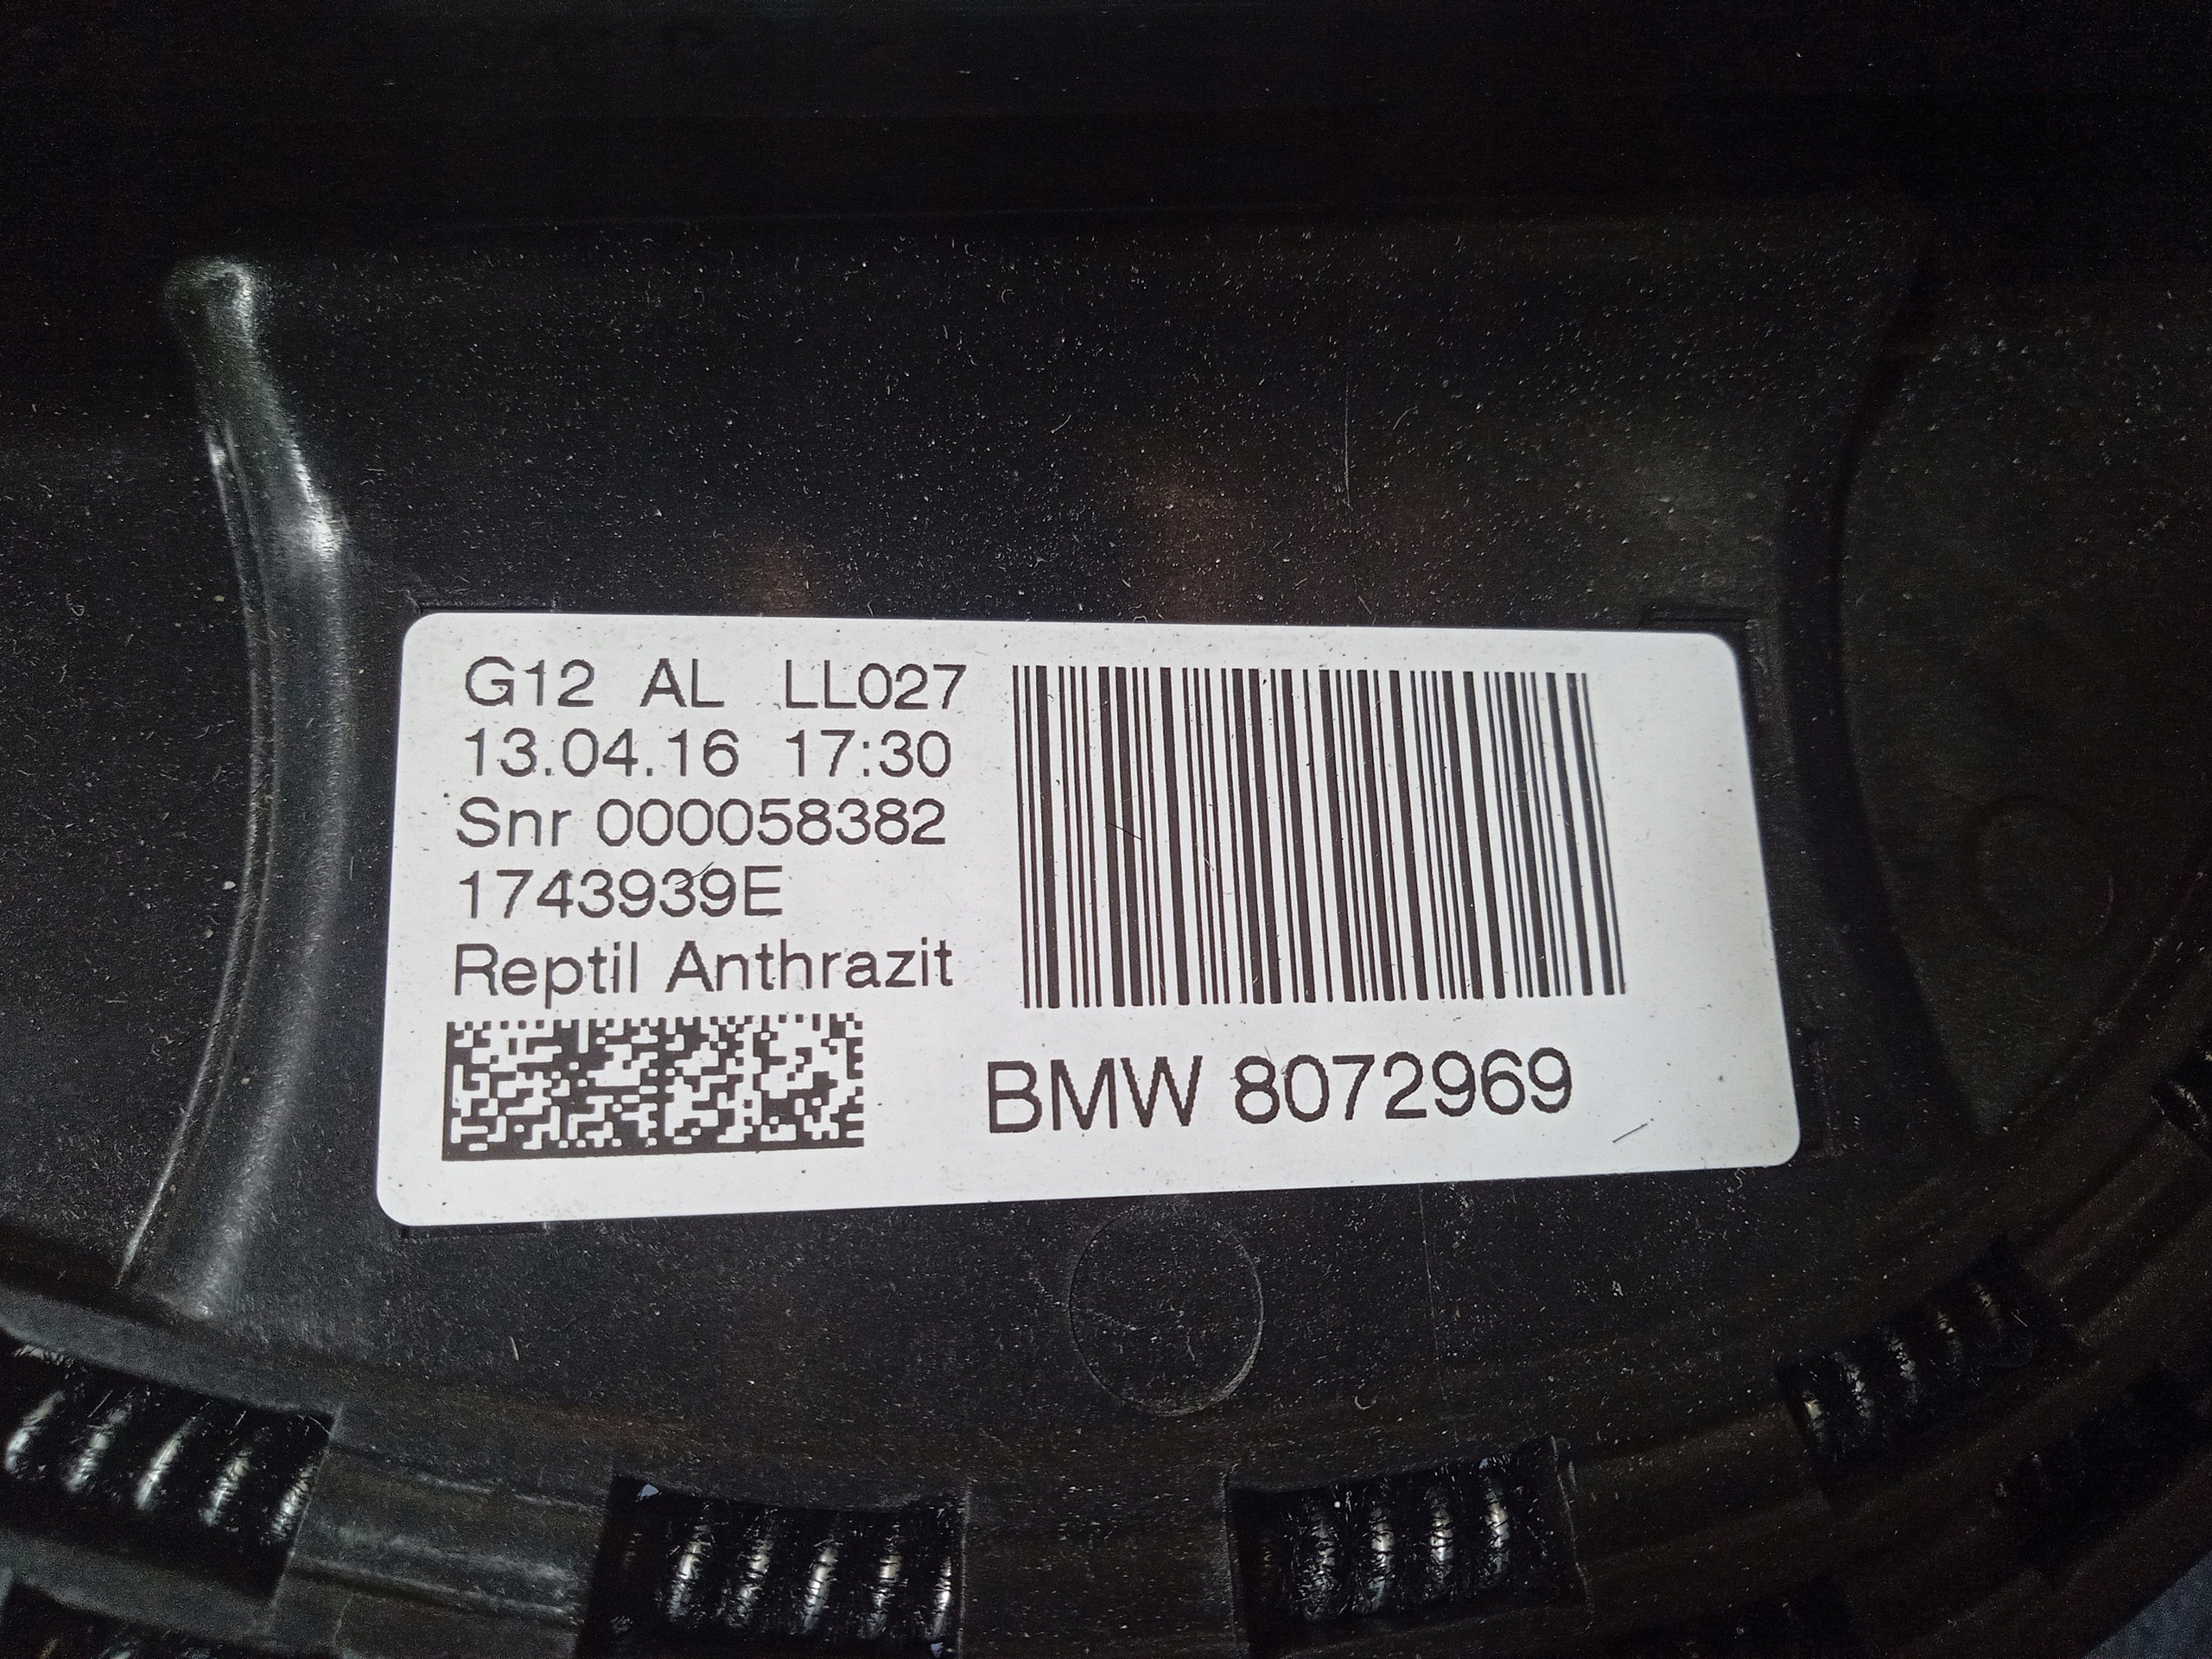 G12 AL LL027
13.04.16 17:30
Snr 000058382
1743939E
Reptil Anthrazit
BMW 8072969